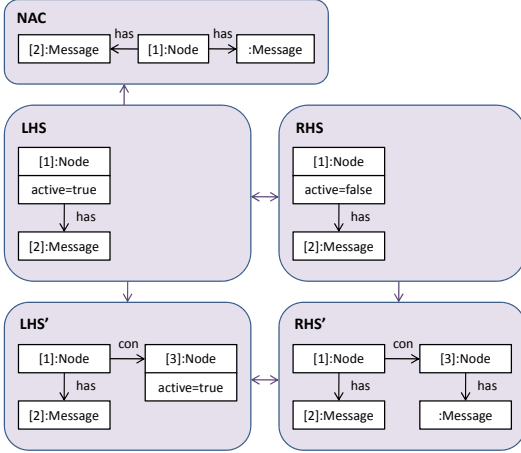 NAC
has has
[2]:Message [1]:Node :Message
LHS RHS
[1]:Node [1]:Node
active=true active=false
has has
[2]:Message [2]:Message
LHS’ RHS’
con con
[1]:Node [3]:Node [1]:Node [3]:Node
has active=true has has
[2]:Message [2]:Message :Message